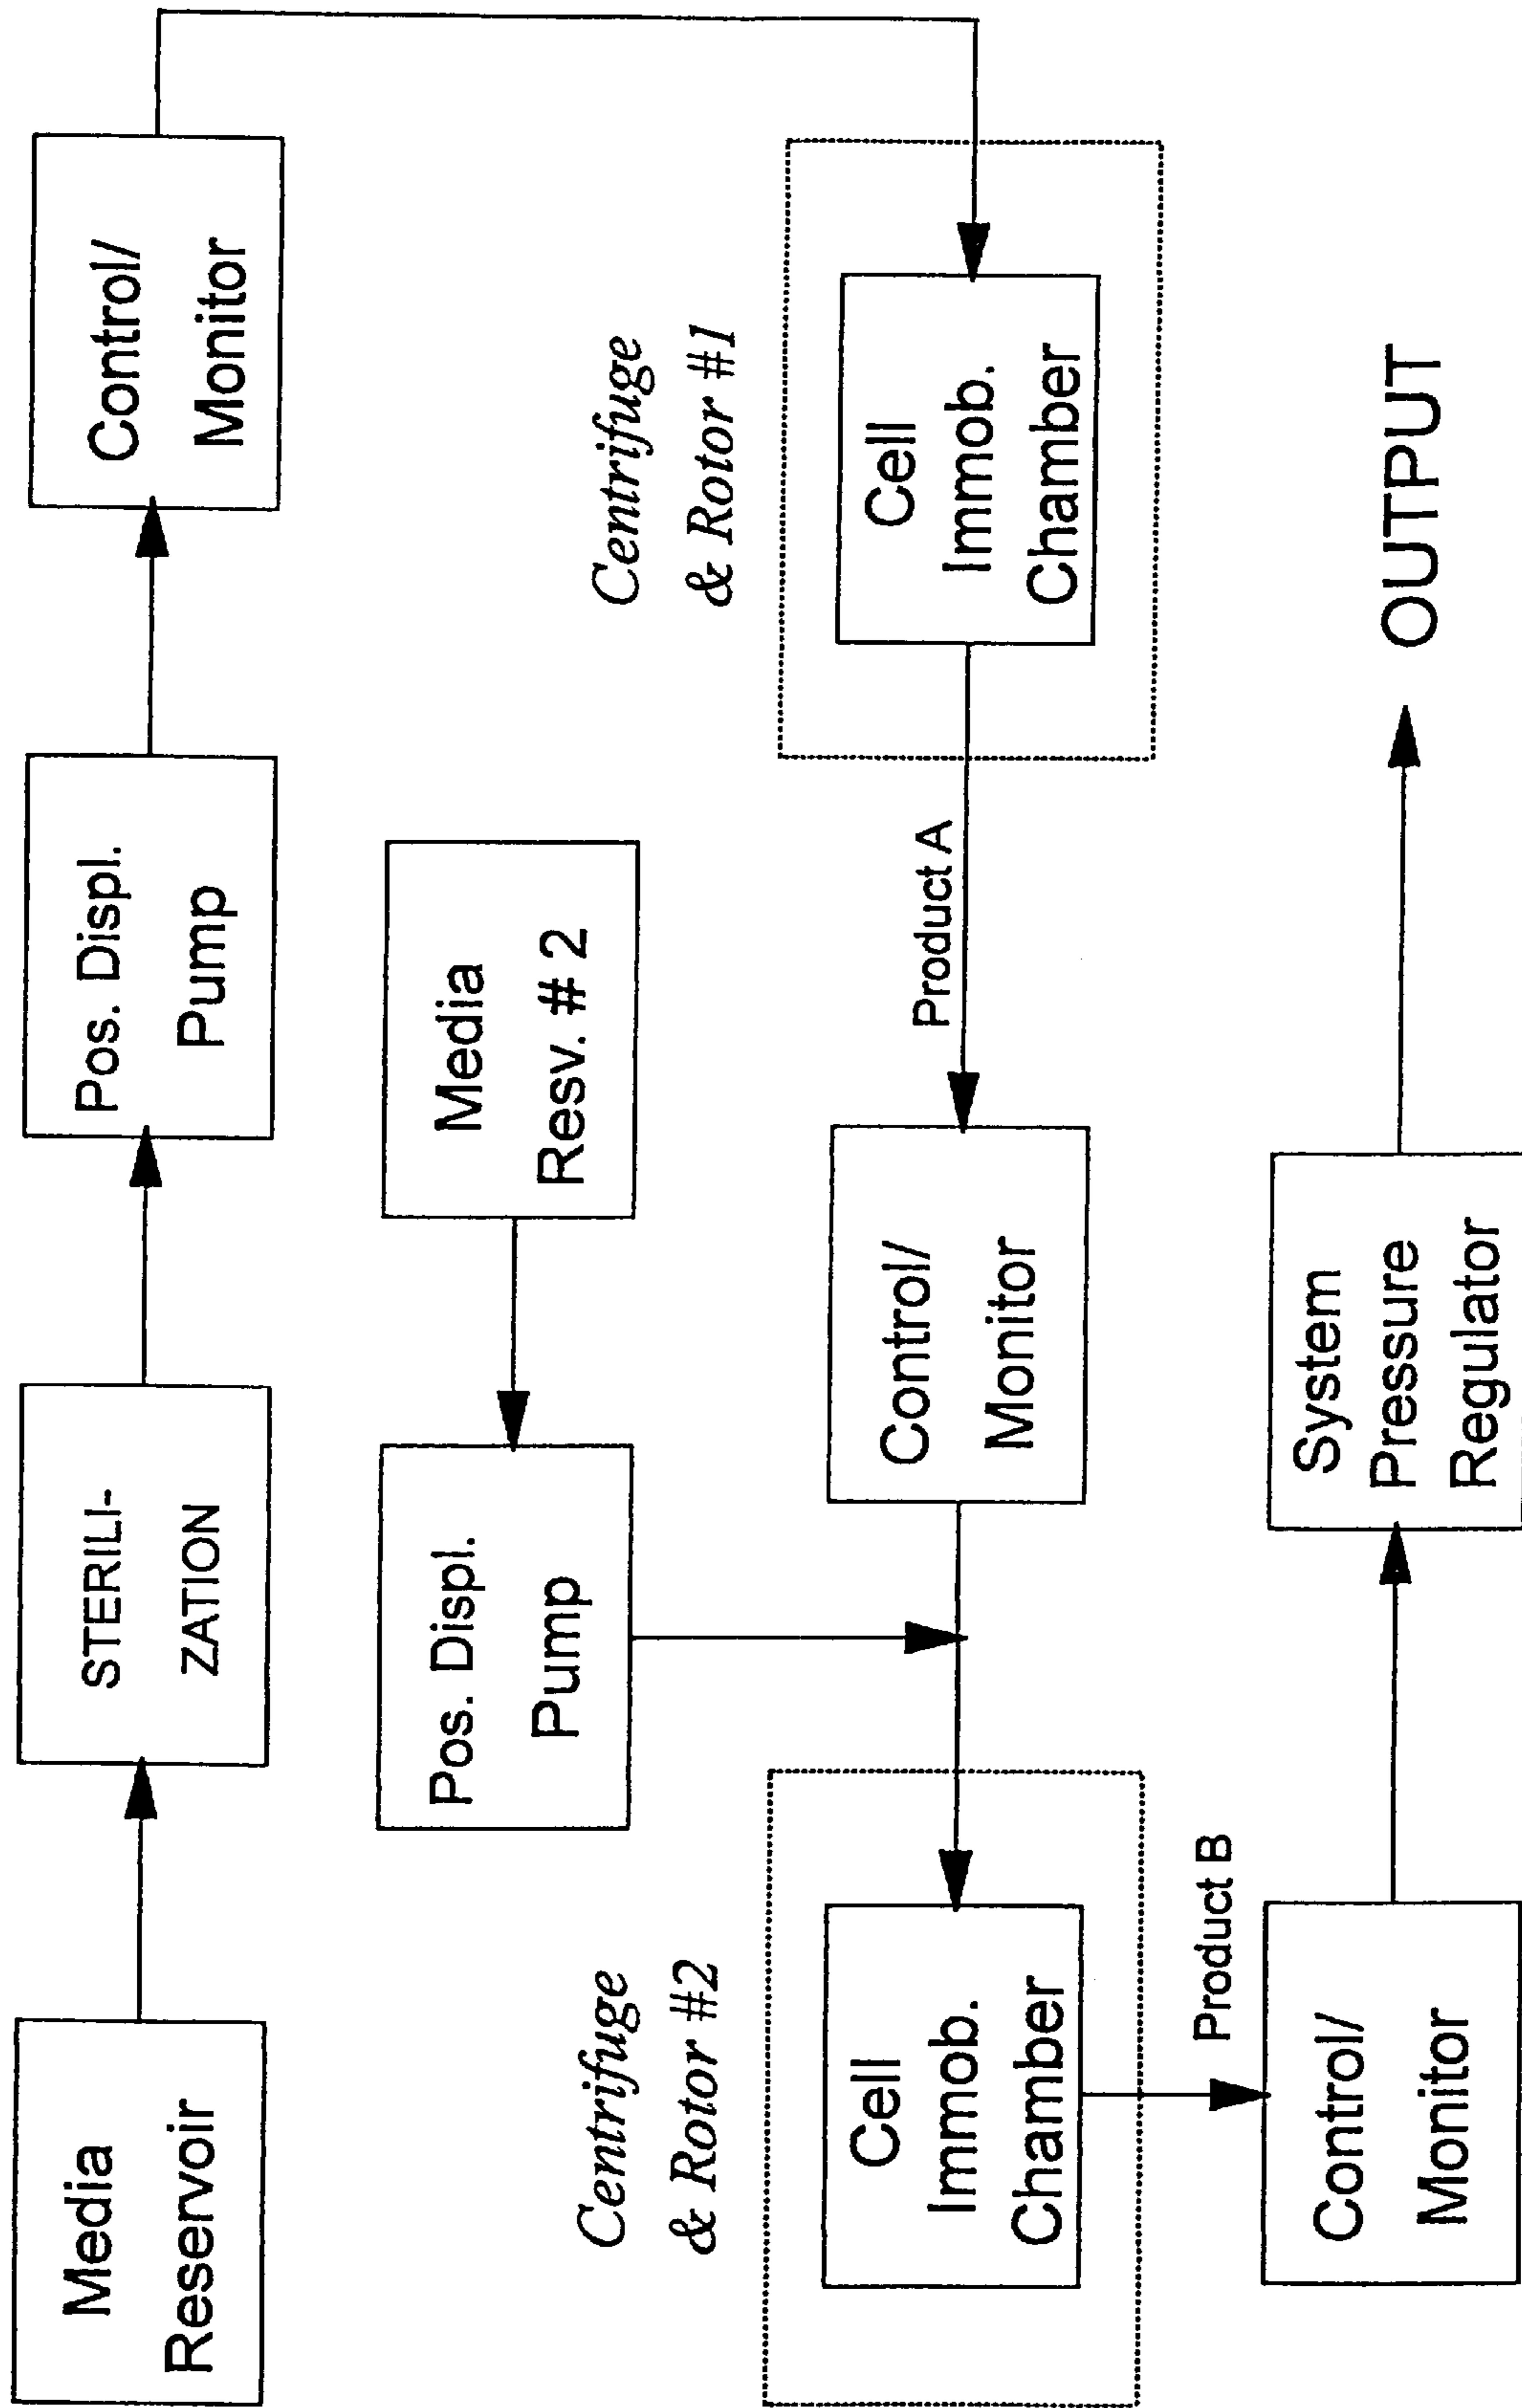 Media
Reservoir
STERILI-
ZATION
Pos. Displ.
Pump
Control/
Monitor
Pos. Displ.
Pump
Media
Resv. # 2
Centrifuge
& Rotor #2
Centrifuge
& Rotor #1
Cell
Immob.
Chamber
Control/
Monitor
Product A
Cell
Immob.
Chamber
Product B
Control/
Monitor
System
Pressure
Regulator
OUTPUT